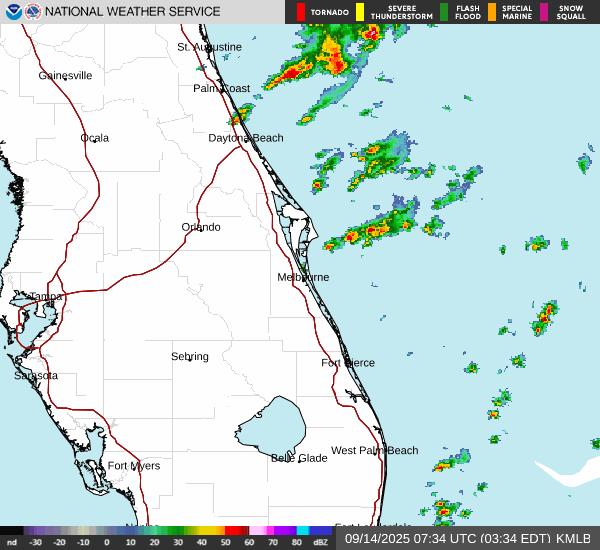 NATIONAL WEATHER SERVICE
TORNADO
SEVERE THUNDERSTORM
FLASH FLOOD
SPECIAL MARINE
SNOW SQUALL
St. Augustine
Gainesville
Palm Coast
Ocala
Daytona Beach
Orlando
Melbourne
Tampa
Sebring
Fort Pierce
Sarasota
West Palm Beach
Belle Glade
Fort Myers
nd -30 -20 -10 0 10 20 30 40 50 60 70 80 dBZ
09/14/2025 07:34 UTC (03:34 EDT) KMLB